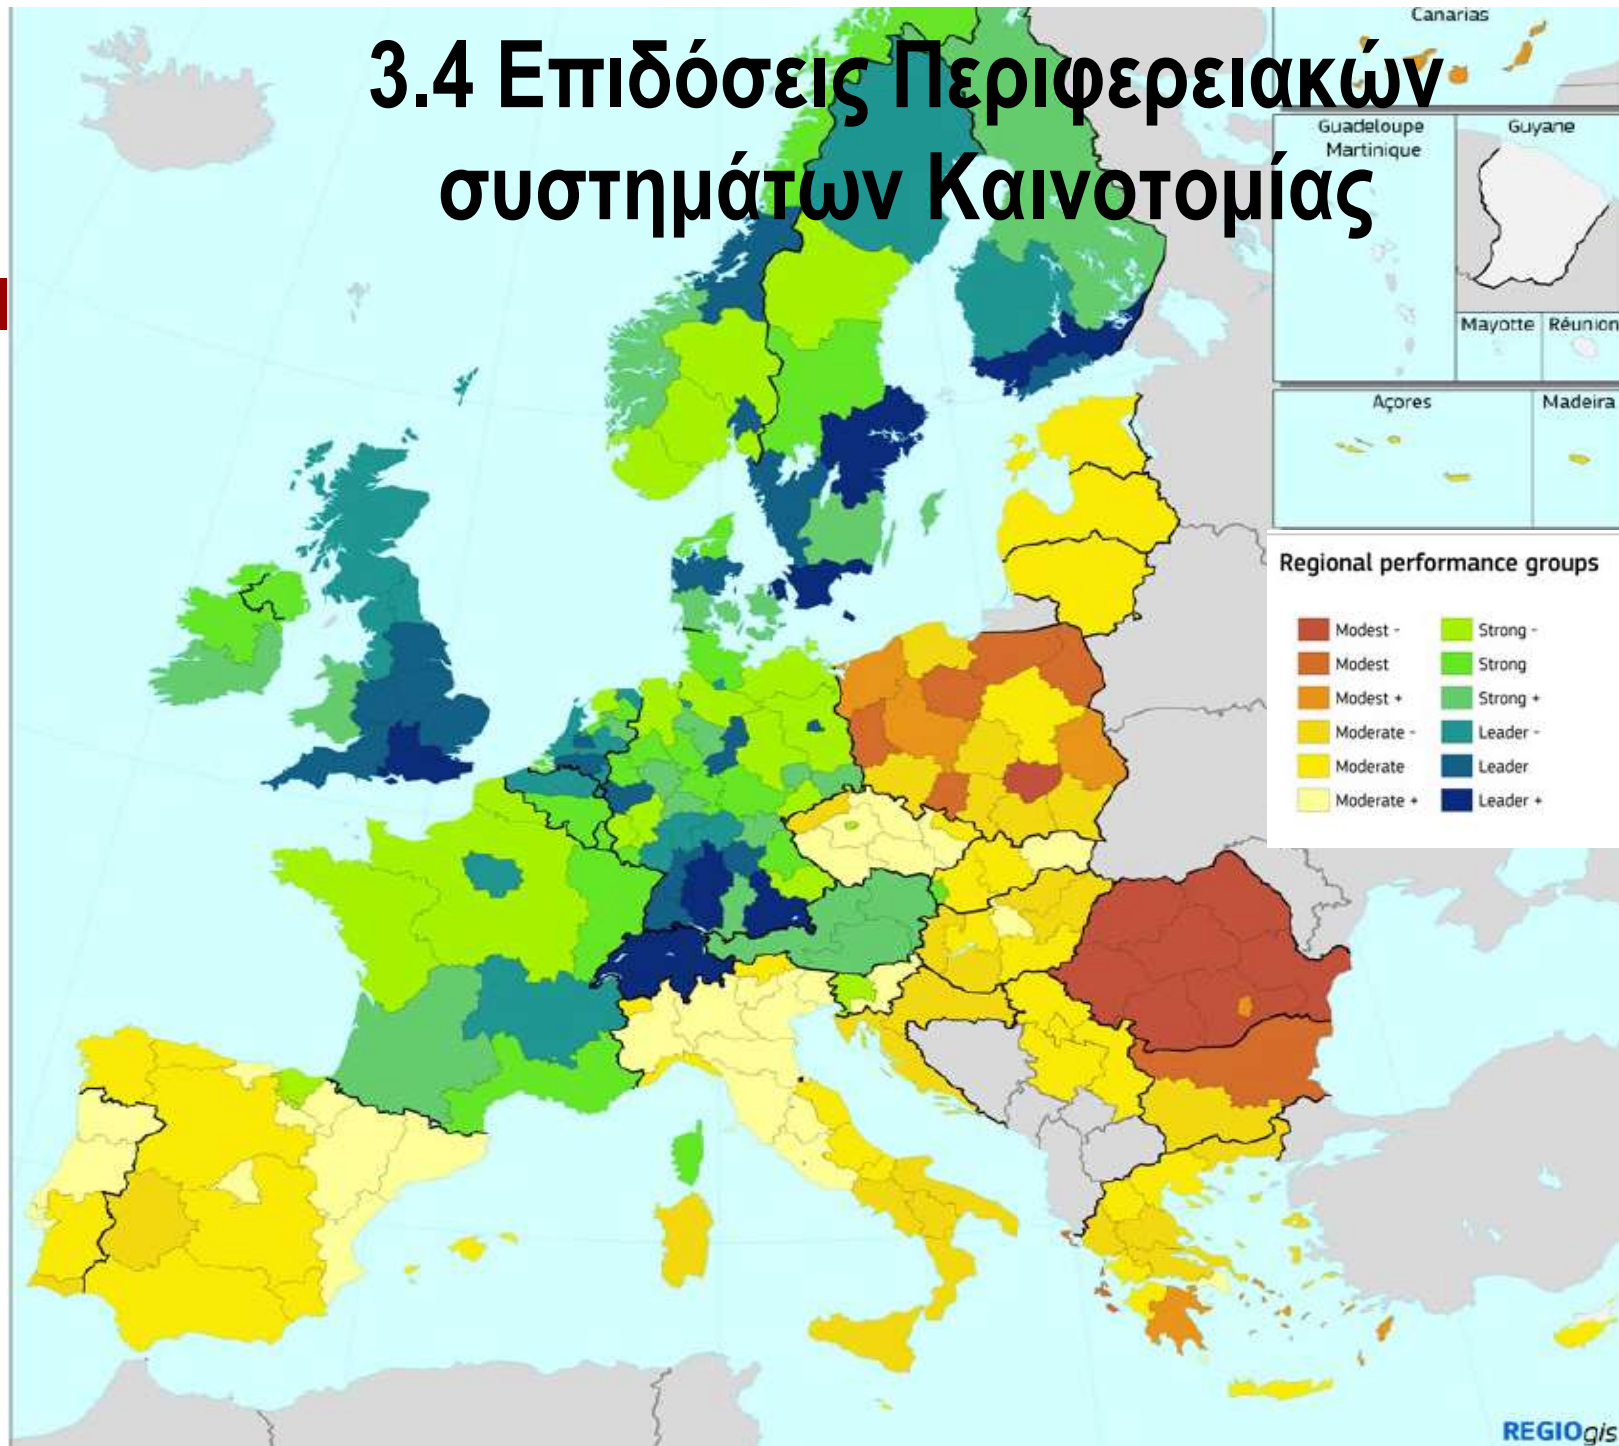 3.4 Επιδόσεις Περιφερειακών
συστημάτων Καινοτομίας
Canarias
Guadeloupe
Martinique
Guyane
Mayotte
Réunion
Açores
Madeira
Regional performance groups
Modest -
Modest
Modest +
Moderate -
Moderate
Moderate +
Strong -
Strong
Strong +
Leader -
Leader
Leader +
REGIOgis